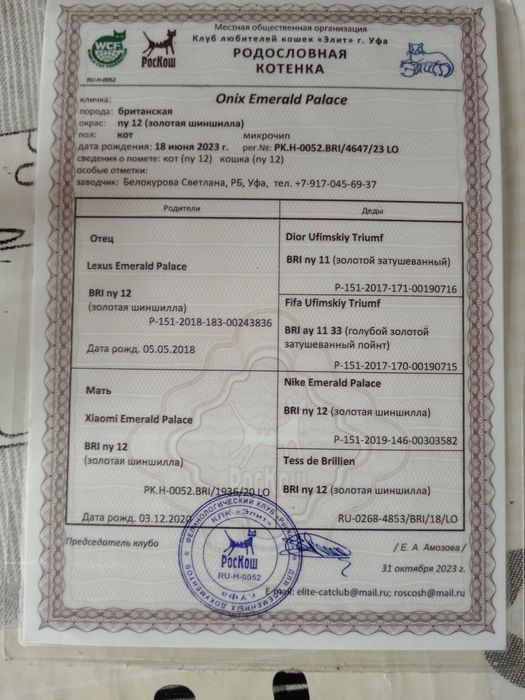 Местная общественная организация
Клуб любителей кошек «Элит» г. Уфа
WCF
РосКош
РОДОСЛОВНАЯ
КОТЕНКА
RU-H-0052
кличка: Onix Emerald Palace
порода: британская
окрас: ny 12 (золотая шиншилла)
пол: кот микрочип
дата рождения: 18 июня 2023 г. рег.№: РК.Н-0052.BRI/4647/23 LO
сведения о помете: кот (ny 12) кошка (ny 12)
особые отметки:
заводчик: Белокурова Светлана, РБ, Уфа, тел. +7-917-045-69-37
Родители
Деды
Отец
Lexus Emerald Palace
BRI ny 12
(золотая шиншилла)
Р-151-2018-183-00243836
Дата рожд. 05.05.2018
Dior Ufimskiy Triumf
BRI ny 11 (золотой затушеванный)
Р-151-2017-171-00190716
Fifa Ufimskiy Triumf
BRI ay 11 33 (голубой золотой
затушеванный пойнт)
Р-151-2017-170-00190715
Мать
Xiaomi Emerald Palace
BRI ny 12
(золотая шиншилла)
РК.Н-0052.BRI/1936/20 LO
Дата рожд. 03.12.2020
Nike Emerald Palace
BRI ny 12 (золотая шиншилла)
Р-151-2019-146-00303582
Tess de Brillien
BRI ny 12 (золотая шиншилла)
RU-0268-4853/BRI/18/LO
Председатель клуба
/ Е. А. Амозова/
31 октября 2023 г.
E-mail: elite-catclub@mail.ru; roscosh@mail.ru
КЛК «Элит»
РосКош
RU-H-0052
г.Уфа